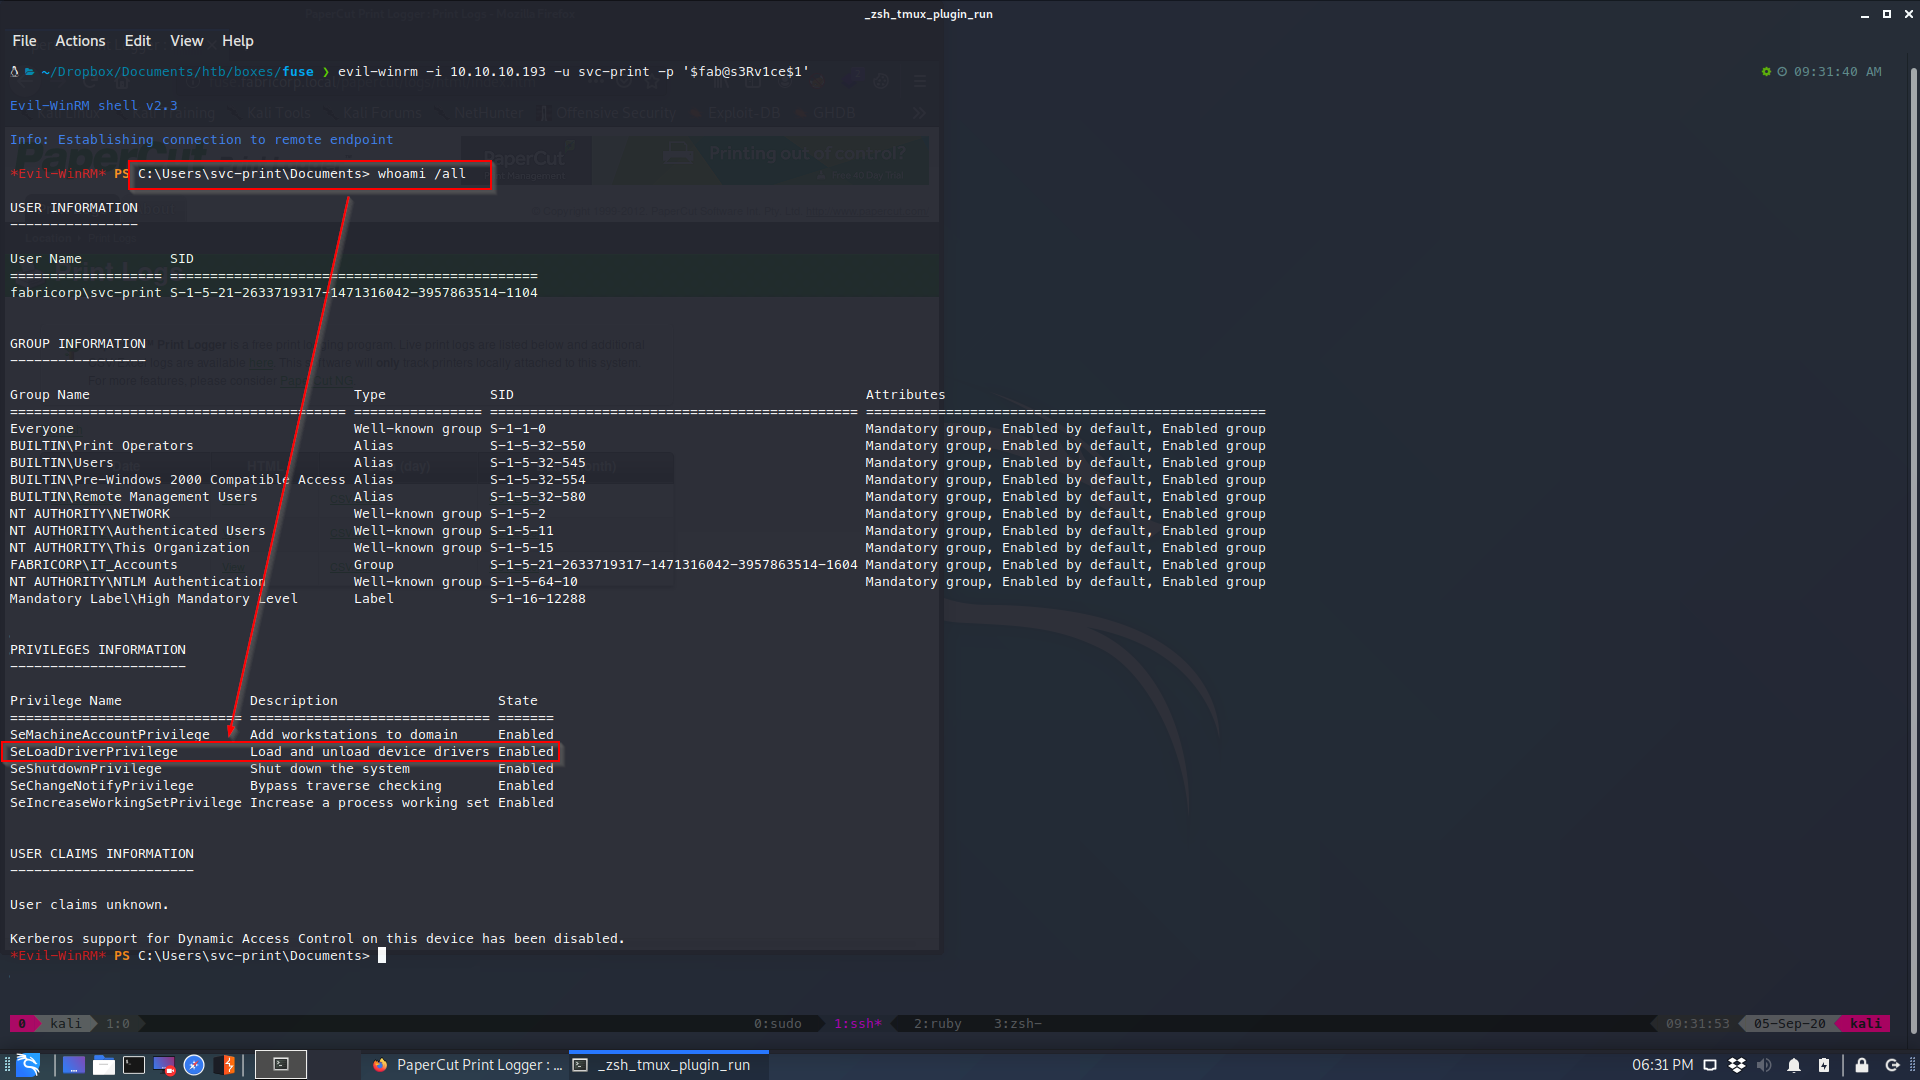 _zsh_tmux_plugin_run
File Actions Edit View Help
~/Dropbox/Documents/htb/boxes/fuse ❯ evil-winrm -i 10.10.10.193 -u svc-print -p '$fab@s3Rv1ce$1'
09:31:40 AM
Evil-WinRM shell v2.3
Kali Training Kali Tools Kali Forums NetHunter Offensive Security Exploit-DB GHDB
Info: Establishing connection to remote endpoint
PaperCut
Printing out of control?
*Evil-WinRM* PS C:\Users\svc-print\Documents> whoami /all
USER INFORMATION
----------------
User Name SID
=================== ==============================================
fabricorp\svc-print S-1-5-21-2633719317-1471316042-3957863514-1104
GROUP INFORMATION
-----------------
Group Name Type SID Attributes
========================================== ================ ============================================== ==================================================
Everyone Well-known group S-1-1-0 Mandatory group, Enabled by default, Enabled group
BUILTIN\Print Operators Alias S-1-5-32-550 Mandatory group, Enabled by default, Enabled group
BUILTIN\Users Alias S-1-5-32-545 Mandatory group, Enabled by default, Enabled group
BUILTIN\Pre-Windows 2000 Compatible Access Alias S-1-5-32-554 Mandatory group, Enabled by default, Enabled group
BUILTIN\Remote Management Users Alias S-1-5-32-580 Mandatory group, Enabled by default, Enabled group
NT AUTHORITY\NETWORK Well-known group S-1-5-2 Mandatory group, Enabled by default, Enabled group
NT AUTHORITY\Authenticated Users Well-known group S-1-5-11 Mandatory group, Enabled by default, Enabled group
NT AUTHORITY\This Organization Well-known group S-1-5-15 Mandatory group, Enabled by default, Enabled group
FABRICORP\IT_Accounts Group S-1-5-21-2633719317-1471316042-3957863514-1604 Mandatory group, Enabled by default, Enabled group
NT AUTHORITY\NTLM Authentication Well-known group S-1-5-64-10 Mandatory group, Enabled by default, Enabled group
Mandatory Label\High Mandatory Level Label S-1-16-12288
PRIVILEGES INFORMATION
----------------------
Privilege Name Description State
============================= ============================== =======
SeMachineAccountPrivilege Add workstations to domain Enabled
SeLoadDriverPrivilege Load and unload device drivers Enabled
SeShutdownPrivilege Shut down the system Enabled
SeChangeNotifyPrivilege Bypass traverse checking Enabled
SeIncreaseWorkingSetPrivilege Increase a process working set Enabled
USER CLAIMS INFORMATION
-----------------------
User claims unknown.
Kerberos support for Dynamic Access Control on this device has been disabled.
*Evil-WinRM* PS C:\Users\svc-print\Documents>
0 kali 1:0 0:sudo 1:ssh* 2:ruby 3:zsh- 09:31:53 05-Sep-20 kali
PaperCut Print Logger : ... _zsh_tmux_plugin_run 06:31 PM